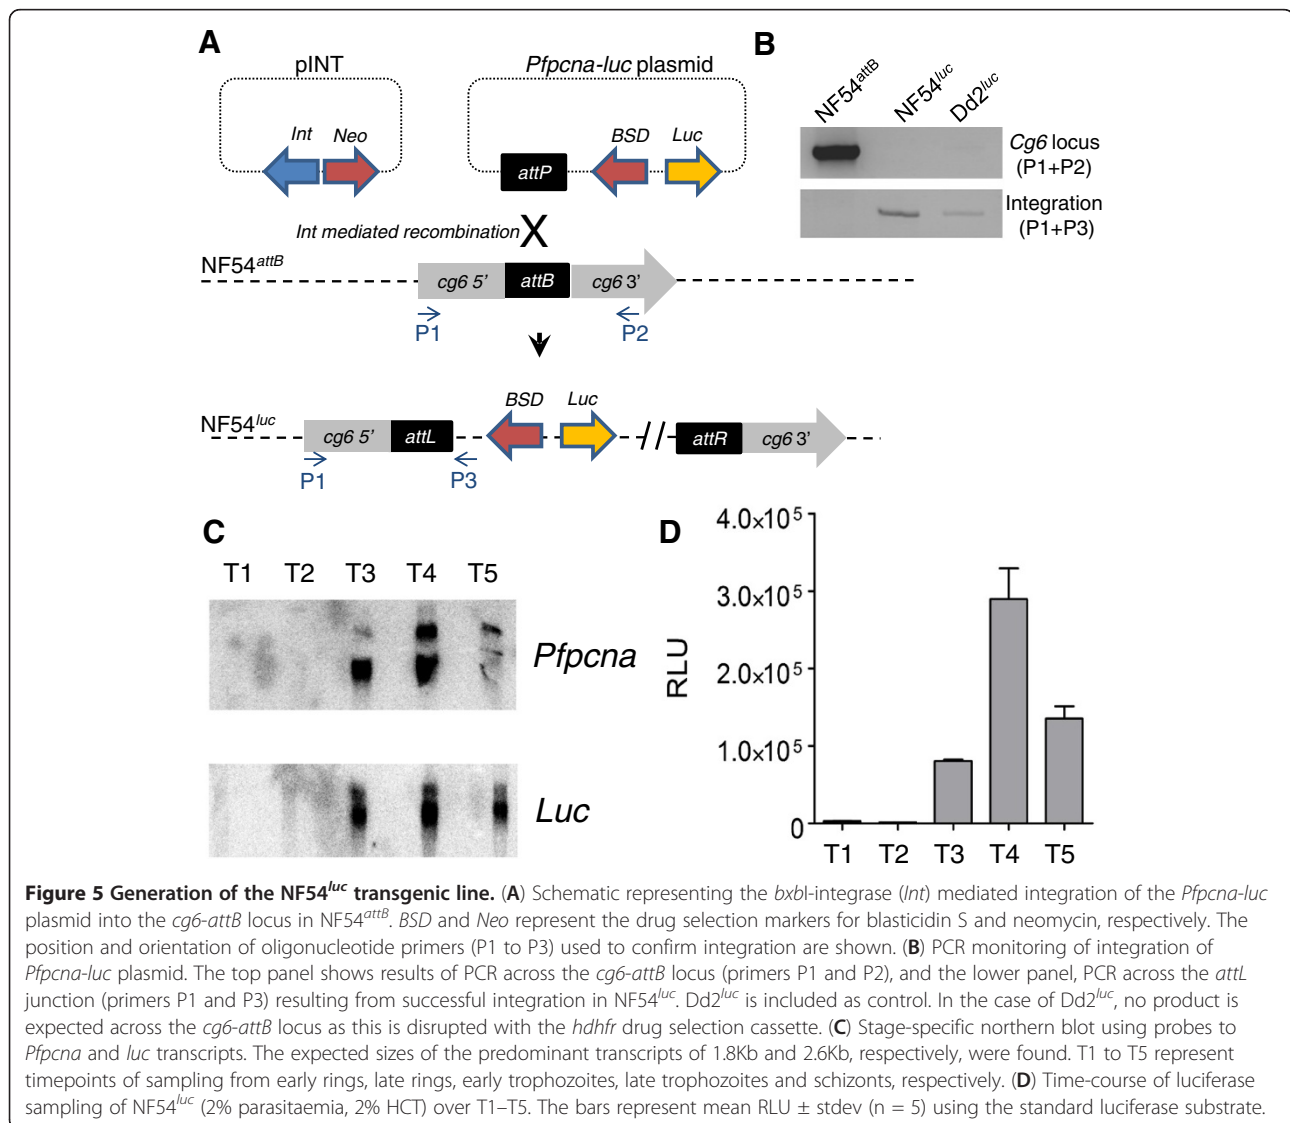 A
pINT
Pfpcna-luc plasmid
Int
Neo
BSD
Luc
attP
Int mediated recombination X
NF54attB
cg6 5’
attB
cg6 3’
P1
P2
NF54luc
BSD
Luc
cg6 5’
attL
//
attR
cg6 3’
P1
P3
B
NF54attB
NF54luc
Dd2luc
Cg6 locus
(P1+P2)
Integration
(P1+P3)
C
T1 T2 T3 T4 T5
Pfpcna
Luc
D
RLU
4.0×10⁵
3.0×10⁵
2.0×10⁵
1.0×10⁵
0
T1 T2 T3 T4 T5
Figure 5 Generation of the NF54luc transgenic line. (A) Schematic representing the bxbI-integrase (Int) mediated integration of the Pfpcna-luc
plasmid into the cg6-attB locus in NF54attB. BSD and Neo represent the drug selection markers for blasticidin S and neomycin, respectively. The
position and orientation of oligonucleotide primers (P1 to P3) used to confirm integration are shown. (B) PCR monitoring of integration of
Pfpcna-luc plasmid. The top panel shows results of PCR across the cg6-attB locus (primers P1 and P2), and the lower panel, PCR across the attL
junction (primers P1 and P3) resulting from successful integration in NF54luc. Dd2luc is included as control. In the case of Dd2luc, no product is
expected across the cg6-attB locus as this is disrupted with the hdhfr drug selection cassette. (C) Stage-specific northern blot using probes to
Pfpcna and luc transcripts. The expected sizes of the predominant transcripts of 1.8Kb and 2.6Kb, respectively, were found. T1 to T5 represent
timepoints of sampling from early rings, late rings, early trophozoites, late trophozoites and schizonts, respectively. (D) Time-course of luciferase
sampling of NF54luc (2% parasitaemia, 2% HCT) over T1–T5. The bars represent mean RLU ± stdev (n = 5) using the standard luciferase substrate.